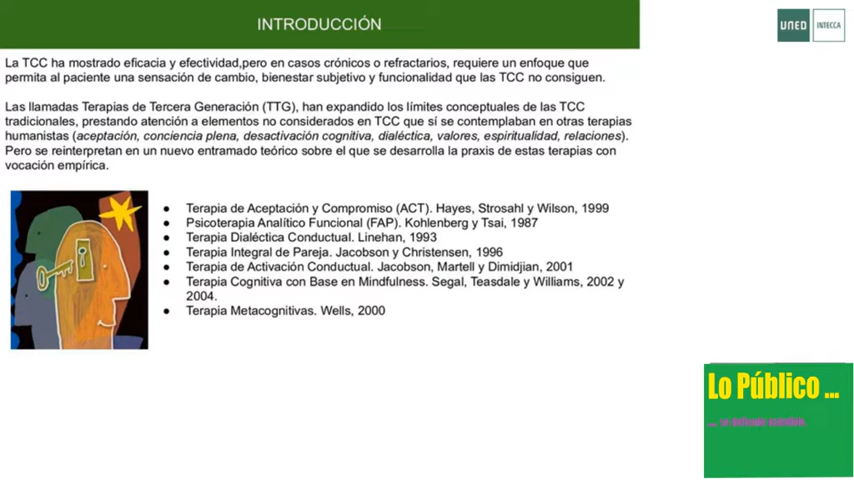 INTRODUCCIÓN
UNED
INTECCA
La TCC ha mostrado eficacia y efectividad,pero en casos crónicos o refractarios, requiere un enfoque que
permita al paciente una sensación de cambio, bienestar subjetivo y funcionalidad que las TCC no consiguen.
Las llamadas Terapias de Tercera Generación (TTG), han expandido los límites conceptuales de las TCC
tradicionales, prestando atención a elementos no considerados en TCC que sí se contemplaban en otras terapias
humanistas (aceptación, conciencia plena, desactivación cognitiva, dialéctica, valores, espiritualidad, relaciones).
Pero se reinterpretan en un nuevo entramado teórico sobre el que se desarrolla la praxis de estas terapias con
vocación empírica.
● Terapia de Aceptación y Compromiso (ACT). Hayes, Strosahl y Wilson, 1999
● Psicoterapia Analítico Funcional (FAP). Kohlenberg y Tsai, 1987
● Terapia Dialéctica Conductual. Linehan, 1993
● Terapia Integral de Pareja. Jacobson y Christensen, 1996
● Terapia de Activación Conductual. Jacobson, Martell y Dimidjian, 2001
● Terapia Cognitiva con Base en Mindfulness. Segal, Teasdale y Williams, 2002 y
2004.
● Terapia Metacognitivas. Wells, 2000
Lo Público ...